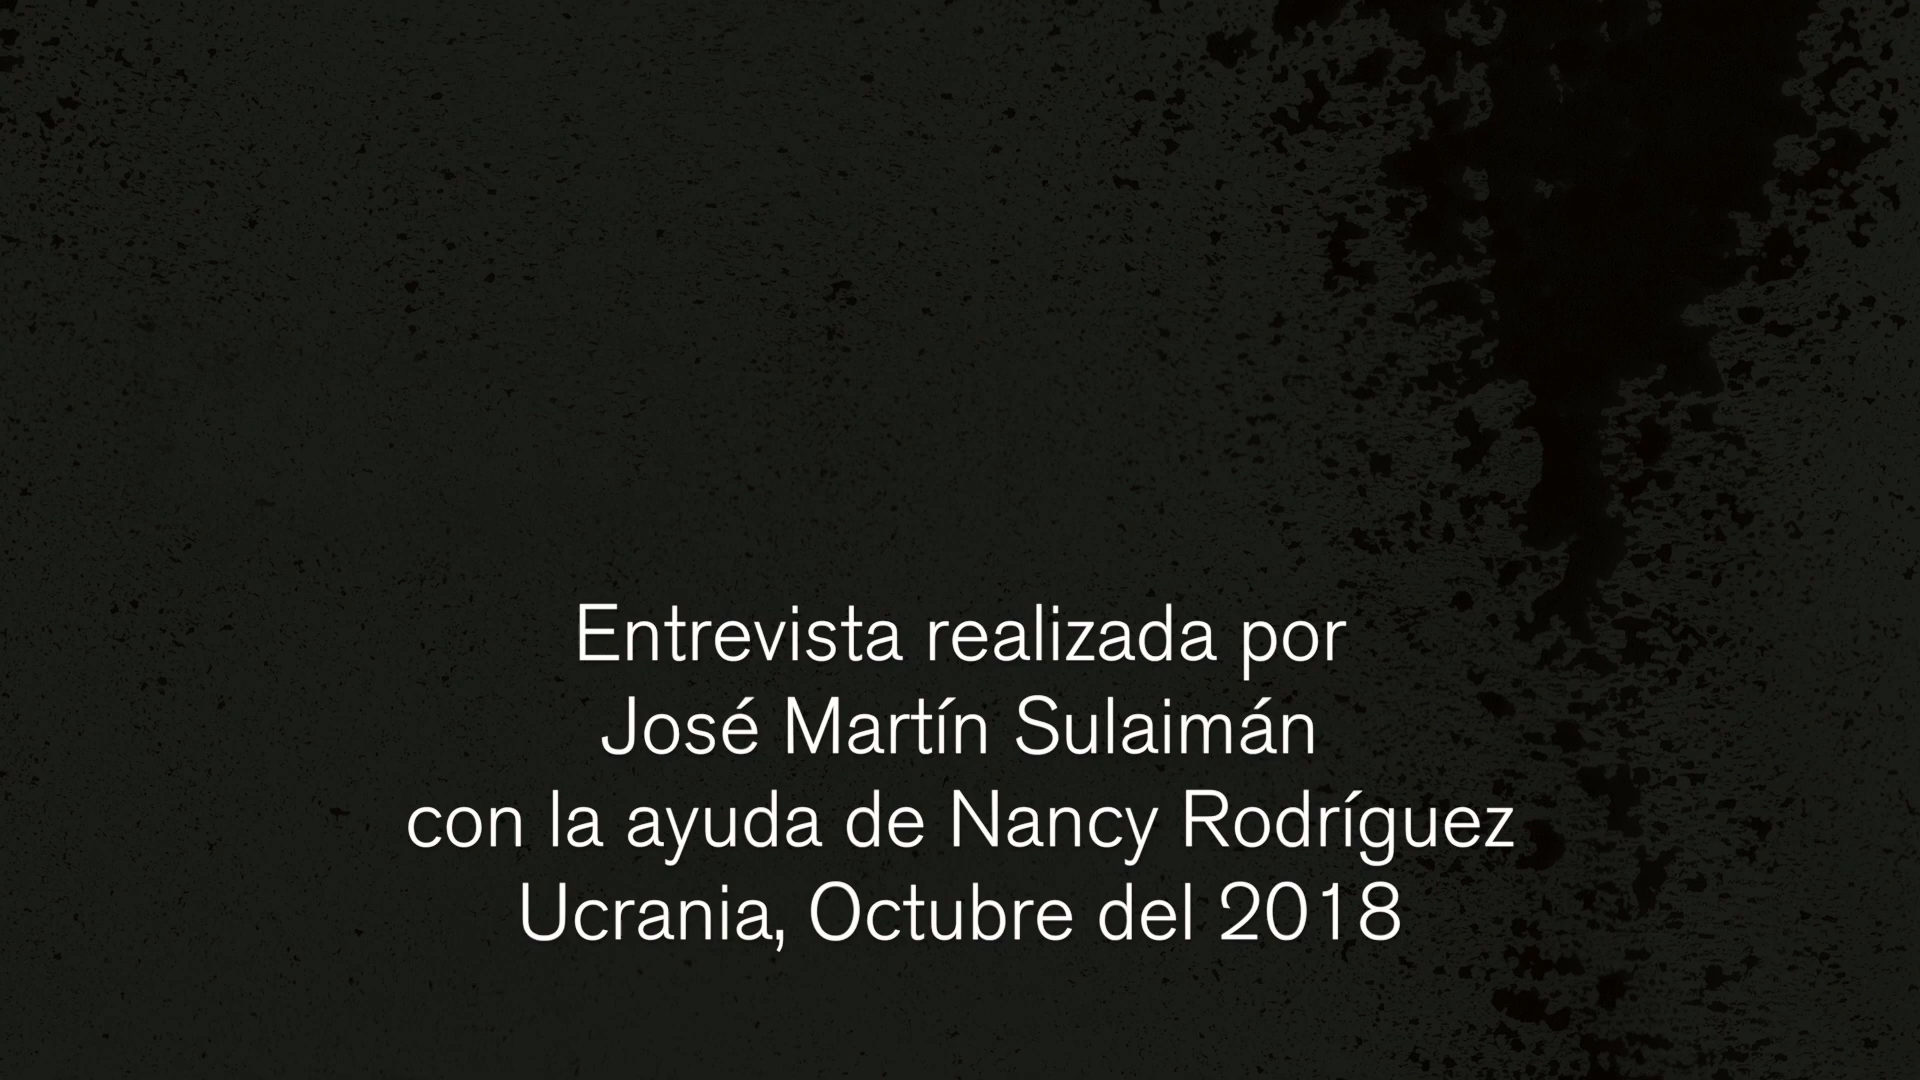 Entrevista realizada por
José Martín Sulaimán
con la ayuda de Nancy Rodríguez
Ucrania, Octubre del 2018